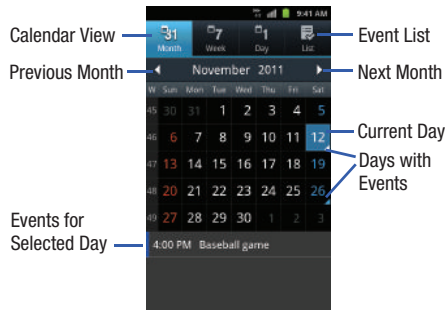 9:41 AM
Calendar View
31 7 1
Month Week Day List
Event List
Previous Month
November 2011
Next Month
W Sun Mon Tue Wed Thu Fri Sat
45 30 31 1 2 3 4 5
46 6 7 8 9 10 11 12
Current Day
47 13 14 15 16 17 18 19
Days with
Events
48 20 21 22 23 24 25 26
49 27 28 29 30 1 2 3
Events for
Selected Day
4:00 PM Baseball game